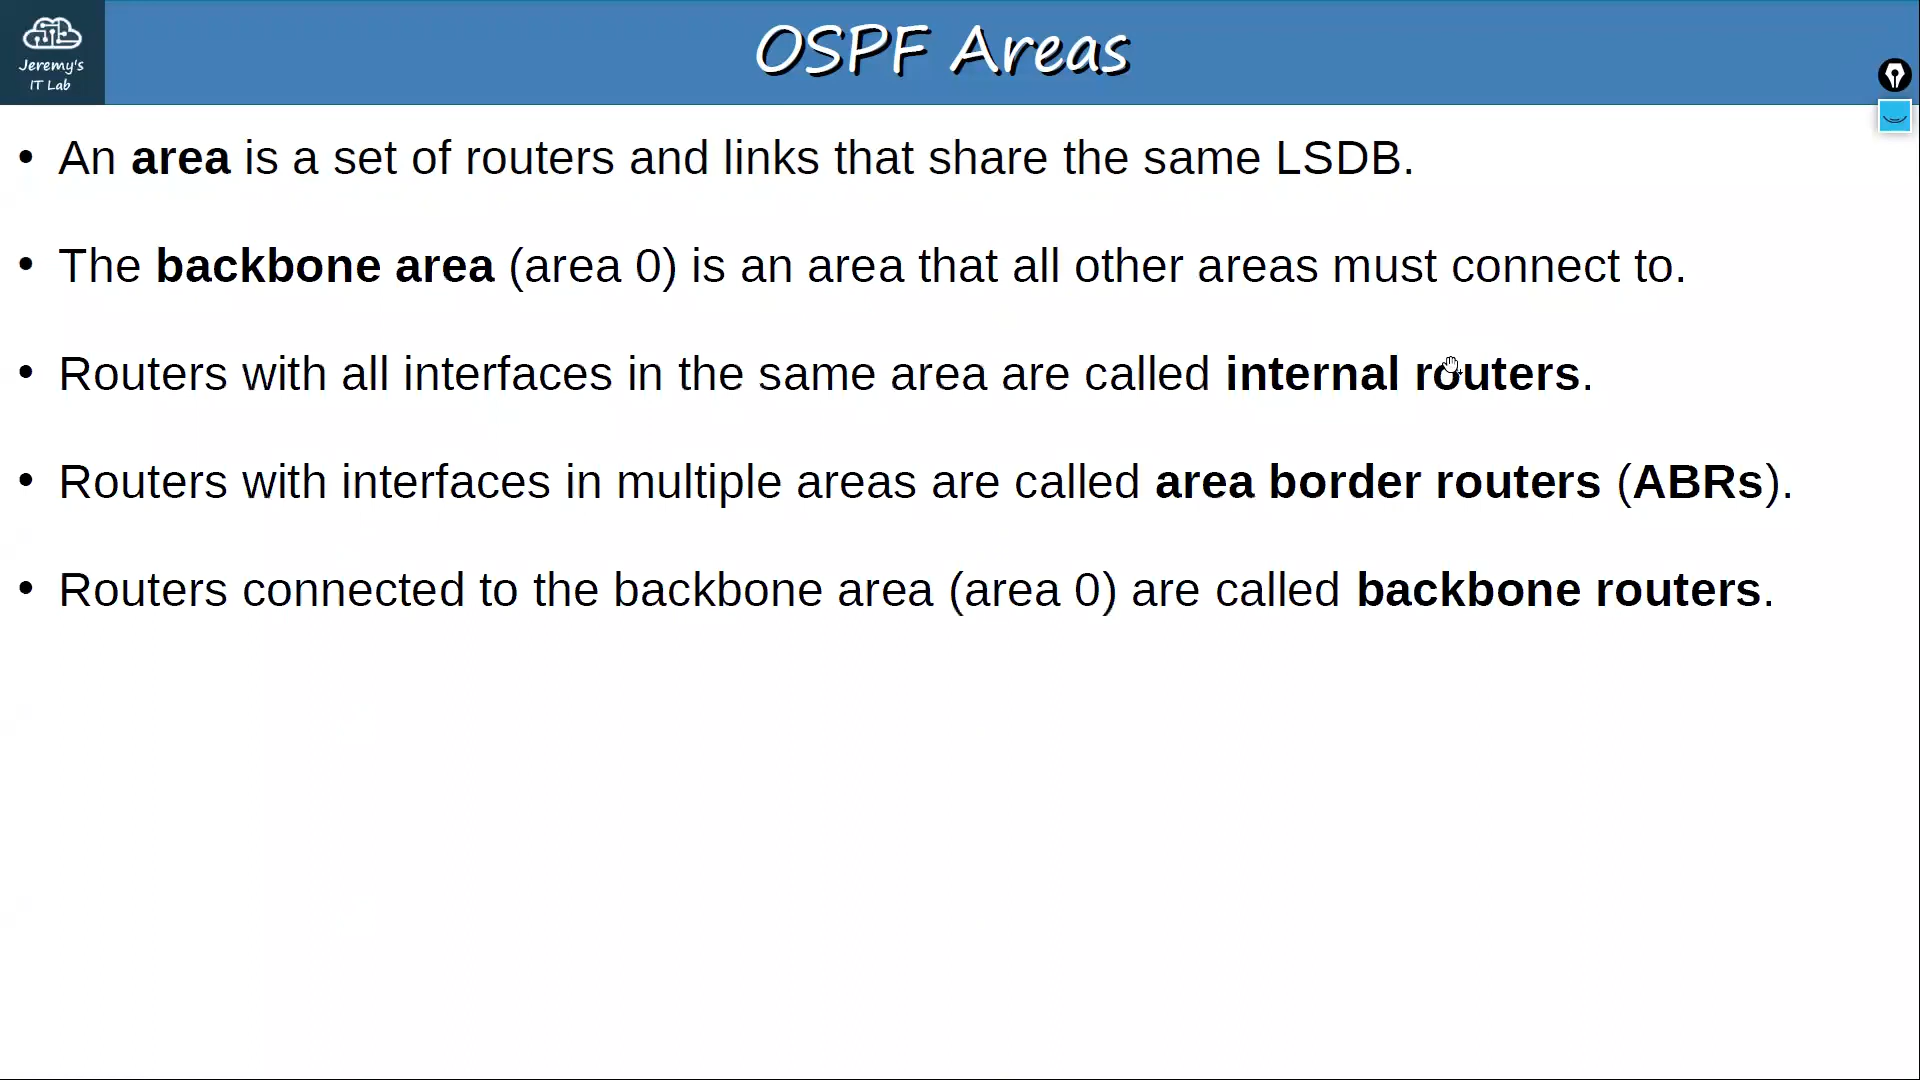 Jeremy's
IT Lab
OSPF Areas
• An area is a set of routers and links that share the same LSDB.
• The backbone area (area 0) is an area that all other areas must connect to.
• Routers with all interfaces in the same area are called internal routers.
• Routers with interfaces in multiple areas are called area border routers (ABRs).
• Routers connected to the backbone area (area 0) are called backbone routers.